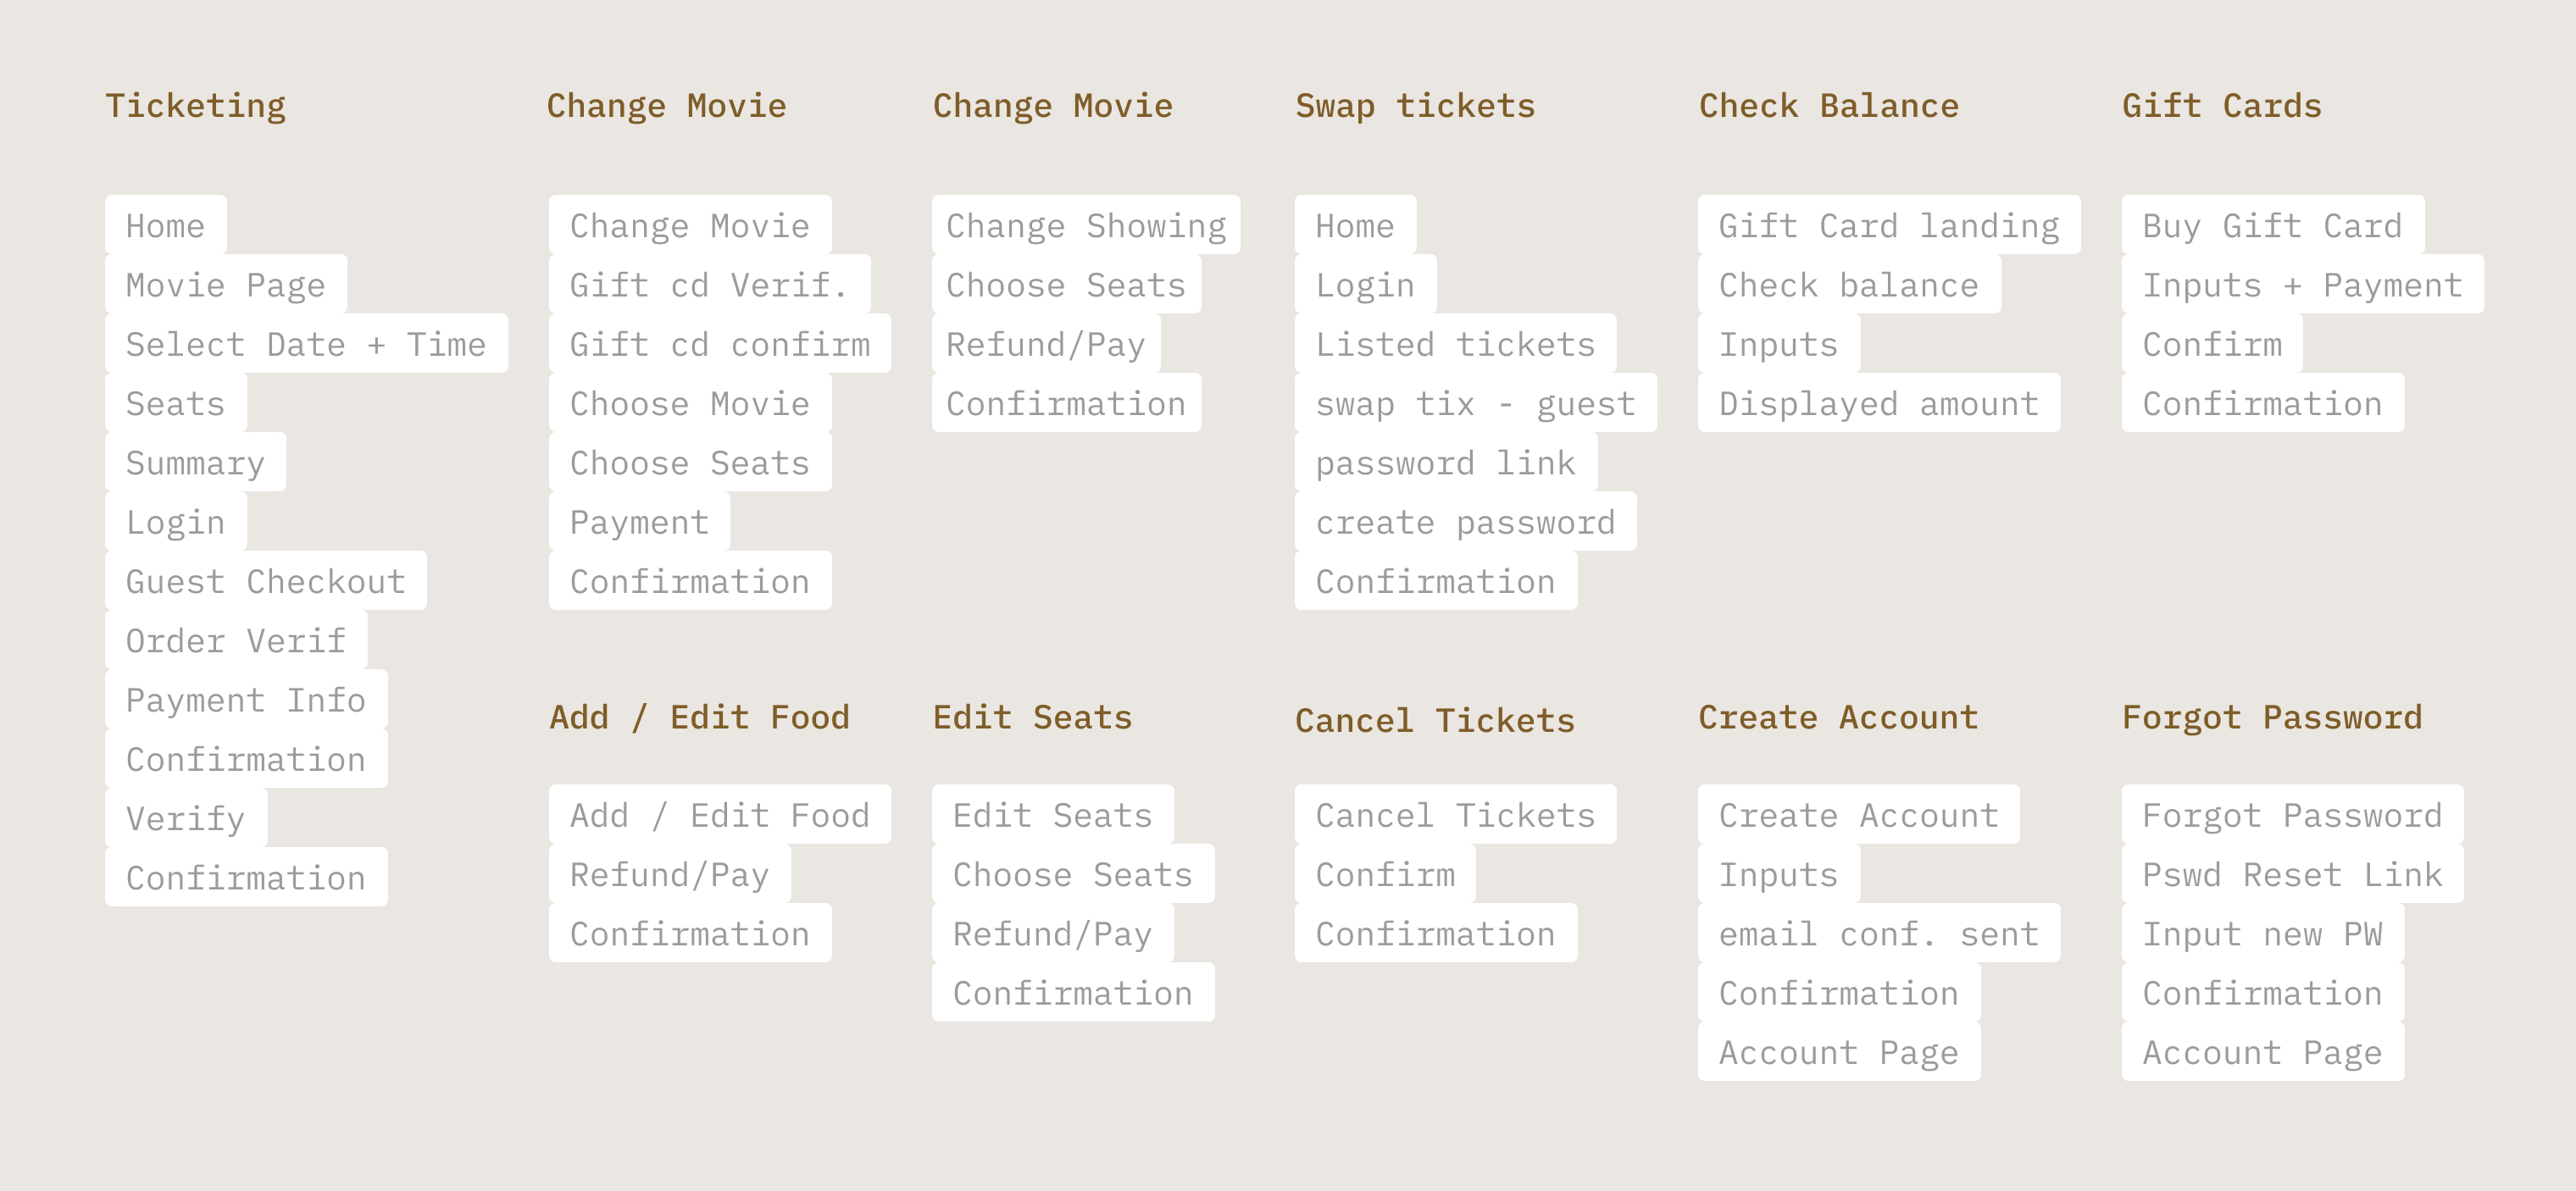 Ticketing
Home
Movie Page
Select Date + Time
Seats
Summary
Login
Guest Checkout
Order Verif
Payment Info
Confirmation
Verify
Confirmation
Change Movie
Change Movie
Gift cd Verif.
Gift cd confirm
Choose Movie
Choose Seats
Payment
Confirmation
Change Movie
Change Showing
Choose Seats
Refund/Pay
Confirmation
Swap tickets
Home
Login
Listed tickets
swap tix - guest
password link
create password
Confirmation
Check Balance
Gift Card landing
Check balance
Inputs
Displayed amount
Gift Cards
Buy Gift Card
Inputs + Payment
Confirm
Confirmation
Add / Edit Food
Add / Edit Food
Refund/Pay
Confirmation
Edit Seats
Edit Seats
Choose Seats
Refund/Pay
Confirmation
Cancel Tickets
Cancel Tickets
Confirm
Confirmation
Create Account
Create Account
Inputs
email conf. sent
Confirmation
Account Page
Forgot Password
Forgot Password
Pswd Reset Link
Input new PW
Confirmation
Account Page